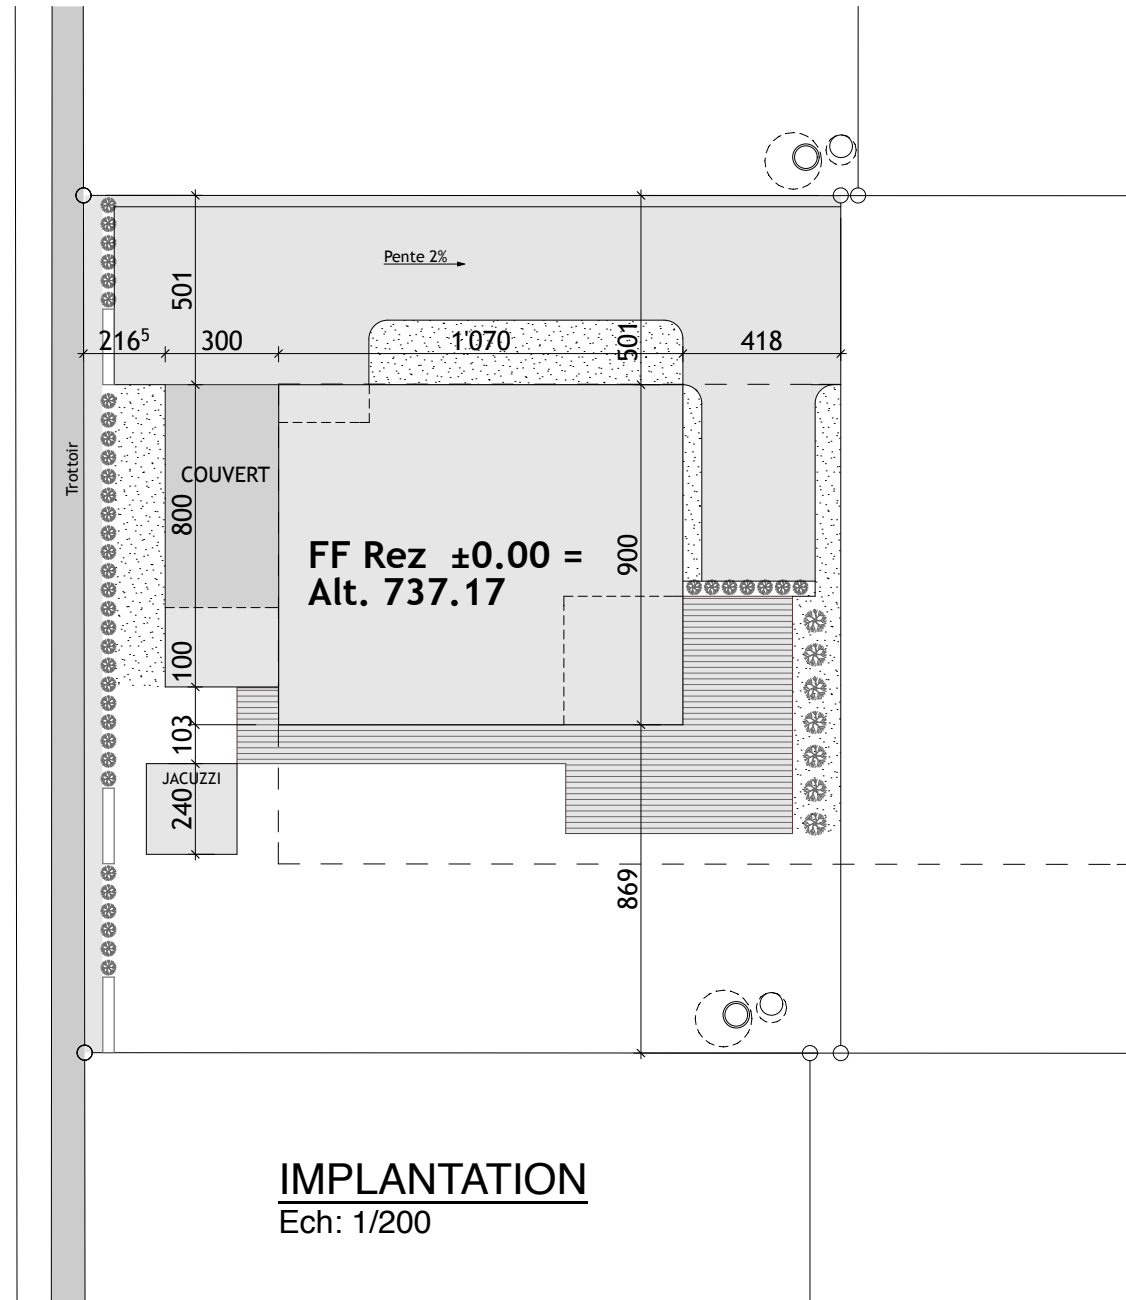 Pente 2%
501
216⁵
300
1'070
501
418
Trottoir
COUVERT
800
FF Rez ±0.00 =
Alt. 737.17
900
100
103
JACUZZI
240
869
IMPLANTATION
Ech: 1/200